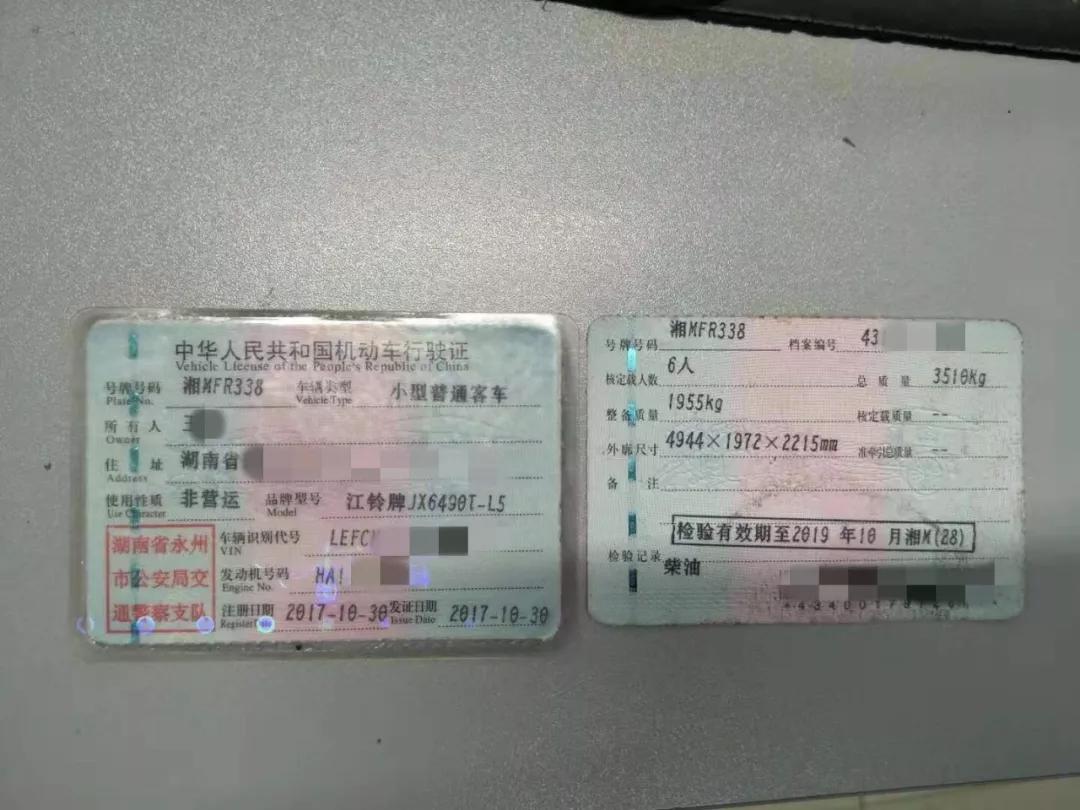 中华人民共和国机动车行驶证
Vehicle License of the People's Republic of China
号牌号码 湘MFR338 车辆类型 小型普通客车
Plate No. Vehicle Type
所有人
Owner
住址 湖南省
Address
使用性质 非营运 品牌型号 江铃牌JX6490T-L5
Use Character Model
湖南省永州
市公安局交
通警察支队
车辆识别代号 LEFC
VIN
发动机号码 HA
Engine No.
注册日期 2017-10-30 发证日期 2017-10-30
Register Date Issue Date
号牌号码 湘MFR338 档案编号 43
核定载人数 6人 总质量 3510Kg
整备质量 1955kg 核定载质量 --
外廓尺寸 4944×1972×2215mm 准牵引总质量 --
备注
检验有效期至2019年10月湘M(28)
检验记录
柴油